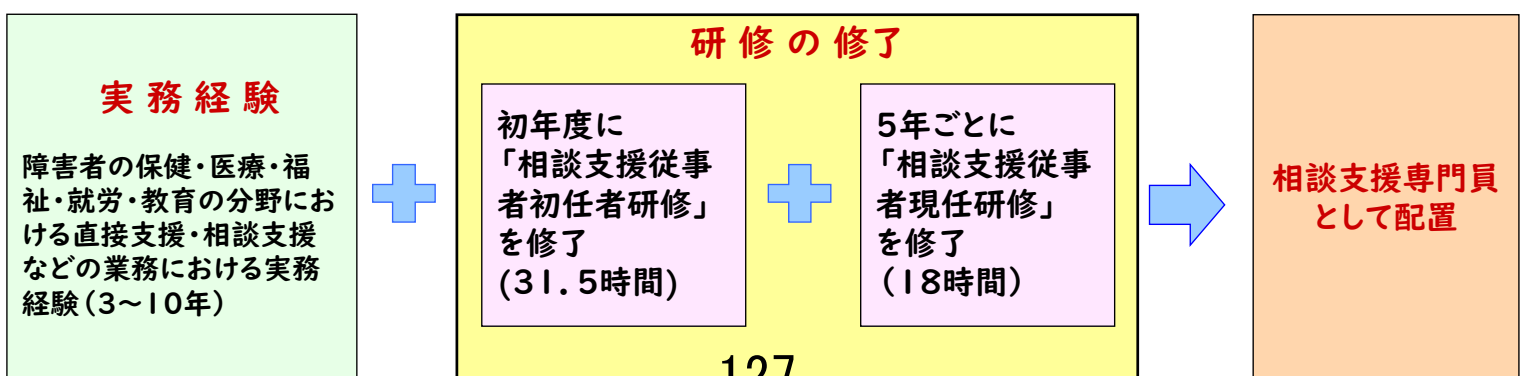 実務経験
障害者の保健・医療・福
祉・就労・教育の分野にお
ける直接支援・相談支援
などの業務における実務
経験(3～10年)
研修の修了
初年度に
「相談支援従事
者初任者研修」
を修了
(31.5時間)
5年ごとに
「相談支援従事
者現任研修」
を修了
(18時間)
127
相談支援専門員
として配置